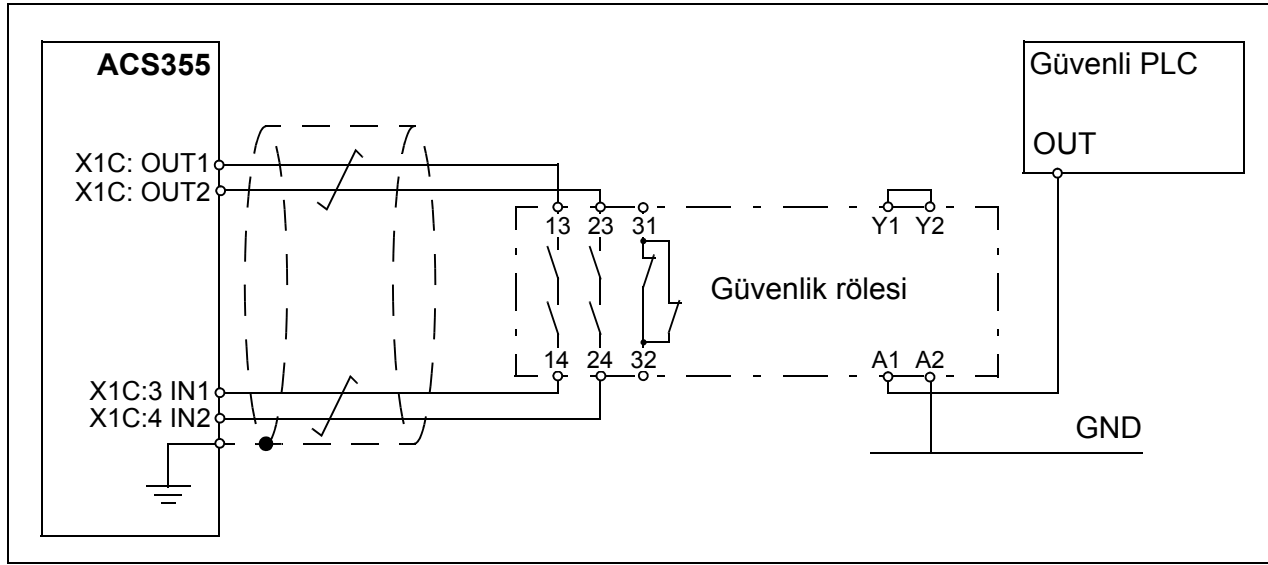 ACS355
Güvenli PLC
OUT
X1C: OUT1
X1C: OUT2
13 23 31
Y1 Y2
Güvenlik rölesi
14 24 32
A1 A2
X1C:3 IN1
X1C:4 IN2
GND